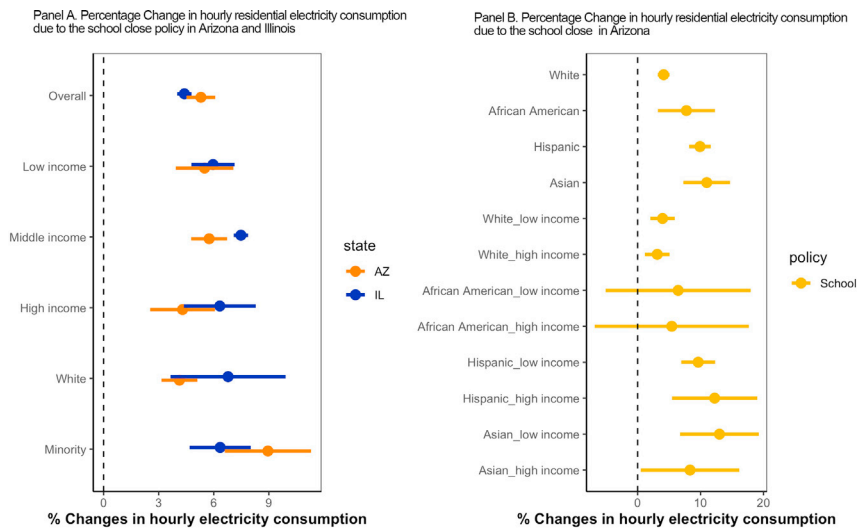 Panel A. Percentage Change in hourly residential electricity consumption
due to the school close policy in Arizona and Illinois
Overall
Low income
Middle income
High income
White
Minority
0
3
6
9
% Changes in hourly electricity consumption
state
AZ
IL
Panel B. Percentage Change in hourly residential electricity consumption
due to the school close in Arizona
White
African American
Hispanic
Asian
White_low income
White_high income
African American_low income
African American_high income
Hispanic_low income
Hispanic_high income
Asian_low income
Asian_high income
0
10
20
% Changes in hourly electricity consumption
policy
School